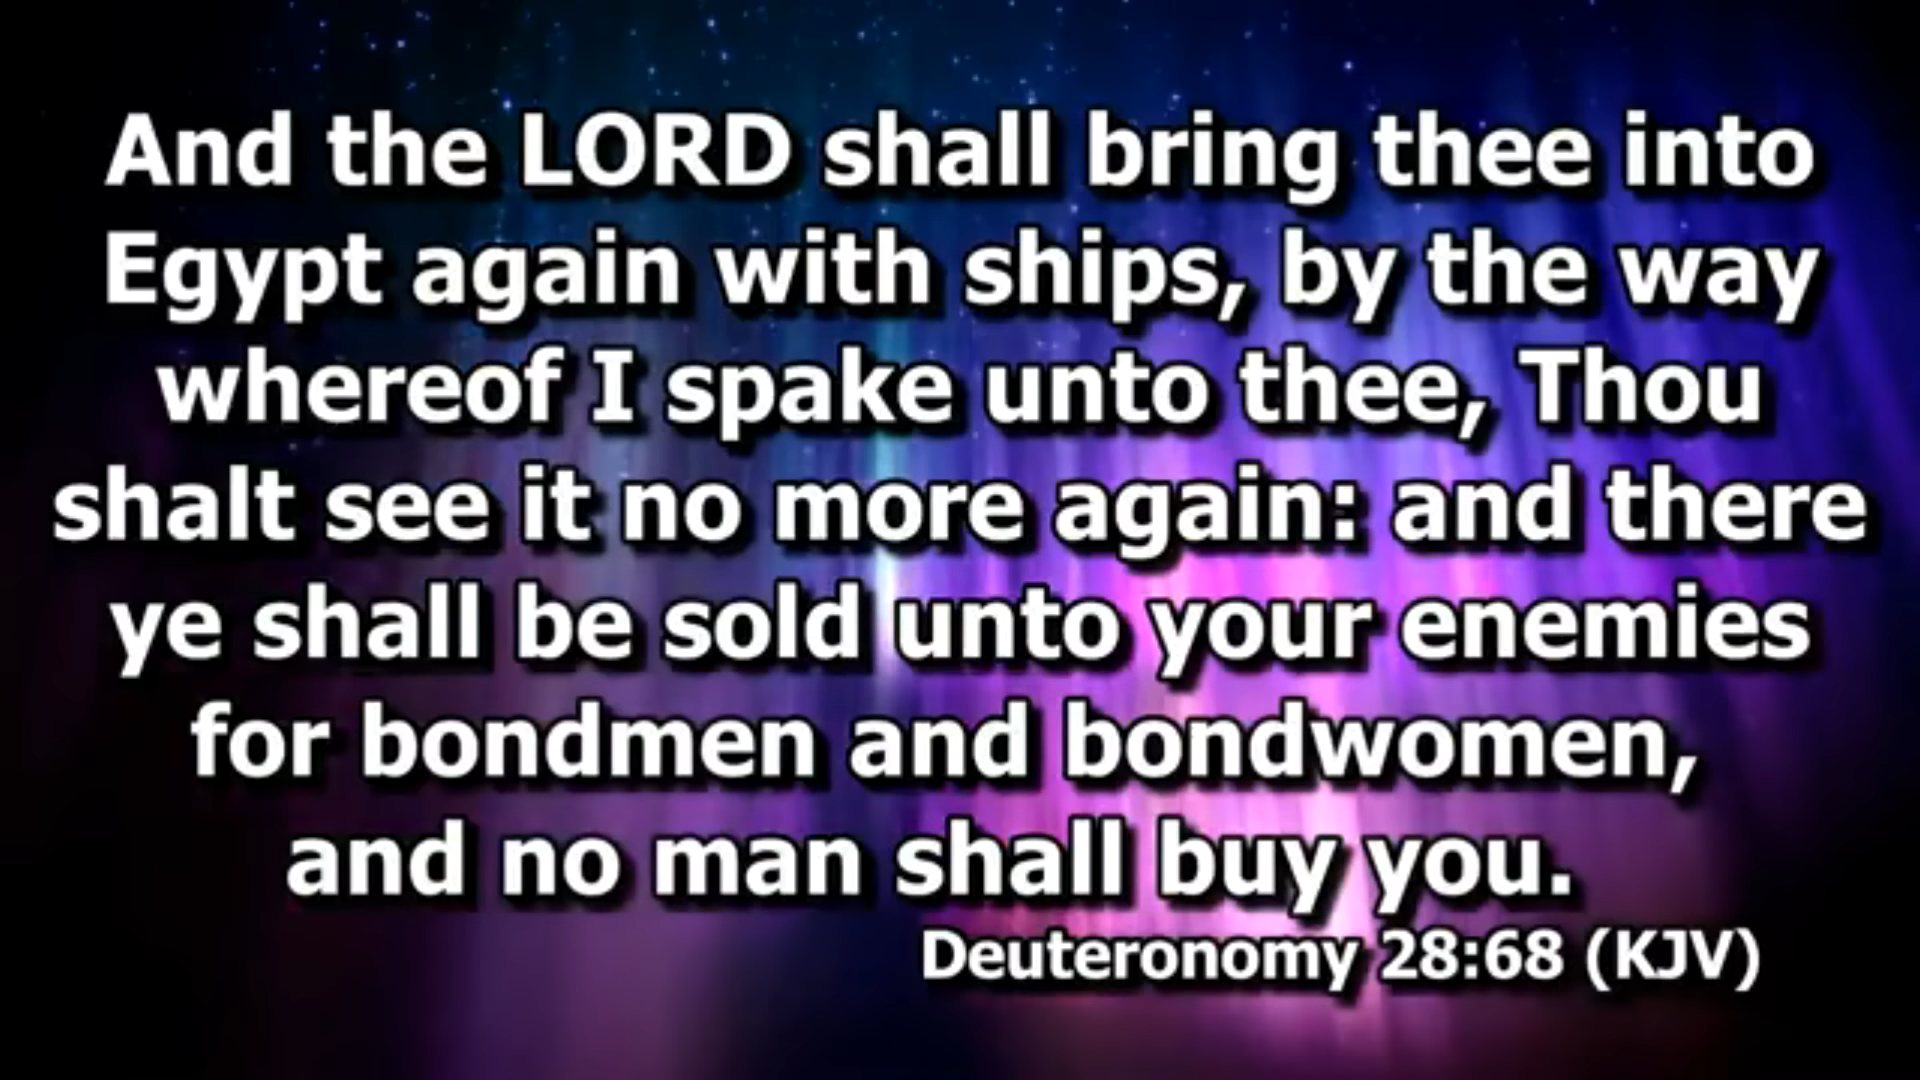 And the LORD shall bring thee into
Egypt again with ships, by the way
whereof I spake unto thee, Thou
shalt see it no more again: and there
ye shall be sold unto your enemies
for bondmen and bondwomen,
and no man shall buy you.
Deuteronomy 28:68 (KJV)